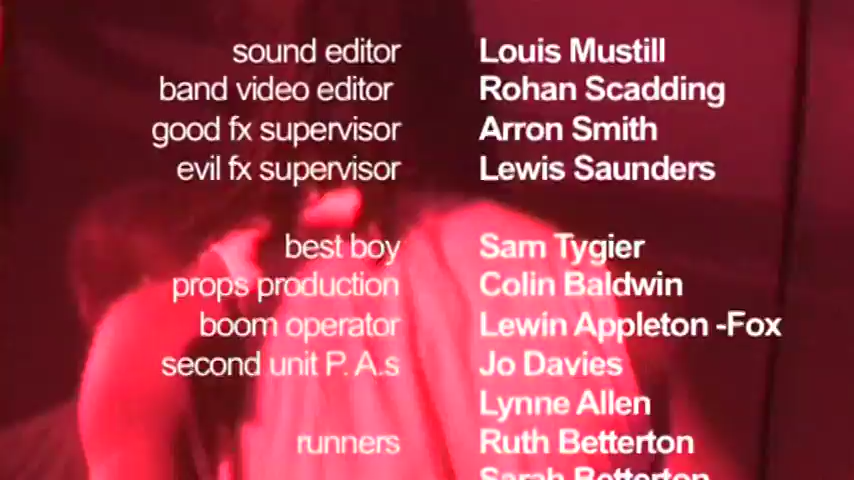 sound editor Louis Mustill
band video editor Rohan Scadding
good fx supervisor Arron Smith
evil fx supervisor Lewis Saunders
best boy Sam Tygier
props production Colin Baldwin
boom operator Lewin Appleton -Fox
second unit P. A.s Jo Davies
Lynne Allen
runners Ruth Betterton
Sarah Betterton